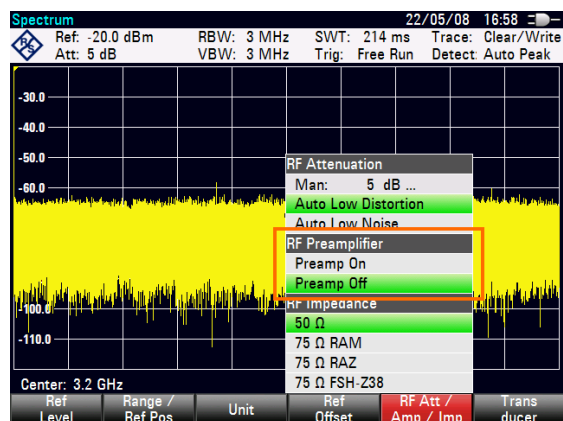 Spectrum 22/05/08 16:58
Ref: -20.0 dBm RBW: 3 MHz SWT: 214 ms Trace: Clear/Write
Att: 5 dB VBW: 3 MHz Trig: Free Run Detect: Auto Peak
-30.0
-40.0
-50.0
-60.0
-100.0
-110.0
RF Attenuation
Man: 5 dB ...
Auto Low Distortion
Auto Low Noise
RF Preamplifier
Preamp On
Preamp Off
RF Impedance
50 Ω
75 Ω RAM
75 Ω RAZ
75 Ω FSH-Z38
Center: 3.2 GHz
Ref Level
Range / Ref Pos
Unit
Ref Offset
RF Att / Amp / Imp
Trans ducer